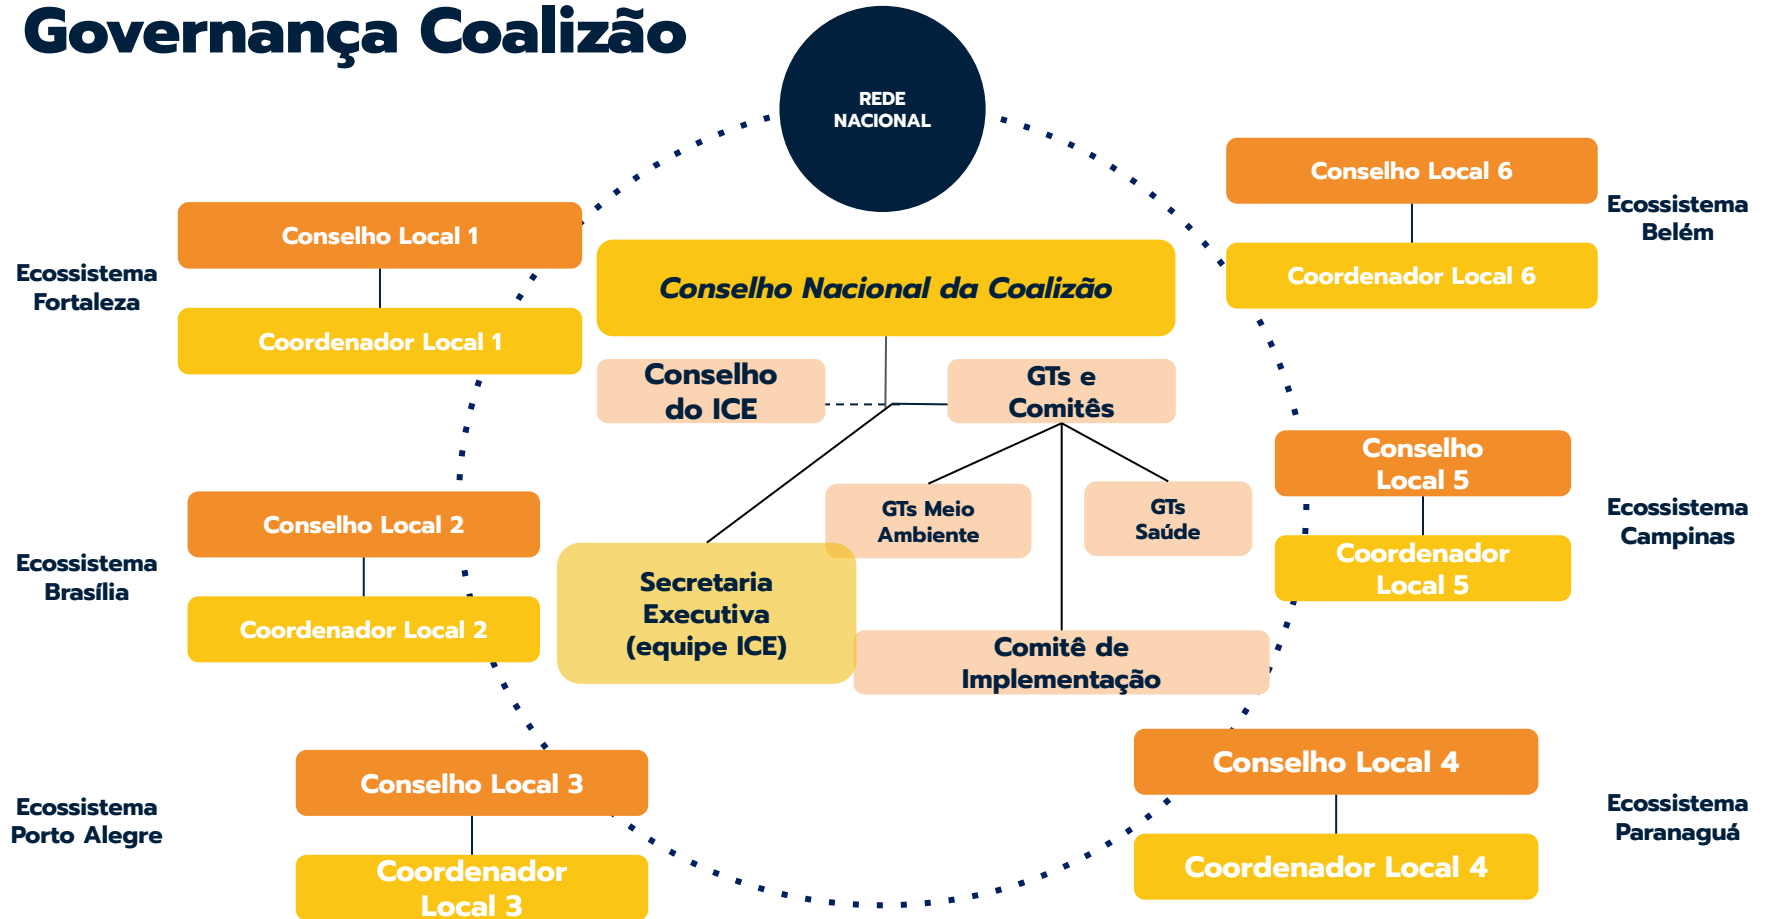 Governança Coalizão
REDE
NACIONAL
Conselho Local 1
Ecossistema
Fortaleza
Coordenador Local 1
Conselho Local 6
Ecossistema
Belém
Coordenador Local 6
Conselho Nacional da Coalizão
Conselho
do ICE
GTs e
Comitês
GTs Meio
Ambiente
GTs
Saúde
Secretaria
Executiva
(equipe ICE)
Comitê de
Implementação
Conselho Local 2
Ecossistema
Brasília
Coordenador Local 2
Conselho
Local 5
Ecossistema
Campinas
Coordenador
Local 5
Conselho Local 3
Ecossistema
Porto Alegre
Coordenador
Local 3
Conselho Local 4
Ecossistema
Paranaguá
Coordenador Local 4